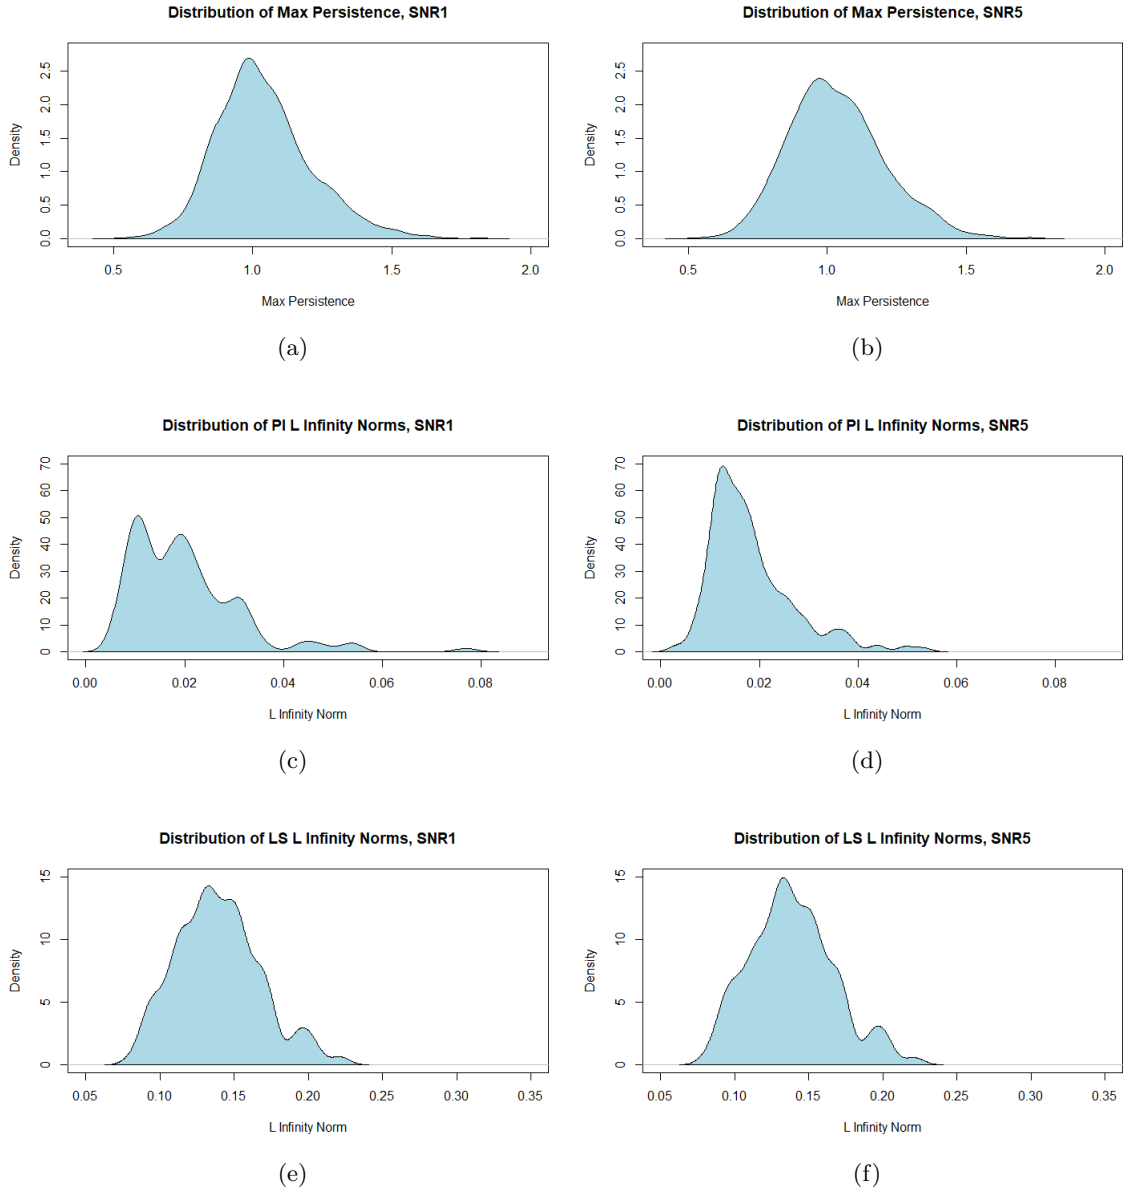 Distribution of Max Persistence, SNR1
Density
0.0 0.5 1.0 1.5 2.0 2.5
0.5 1.0 1.5 2.0
Max Persistence
(a)
Distribution of Max Persistence, SNR5
Density
0.0 0.5 1.0 1.5 2.0 2.5
0.5 1.0 1.5 2.0
Max Persistence
(b)
Distribution of PI L Infinity Norms, SNR1
Density
0 10 20 30 40 50 60 70
0.00 0.02 0.04 0.06 0.08
L Infinity Norm
(c)
Distribution of PI L Infinity Norms, SNR5
Density
0 10 20 30 40 50 60 70
0.00 0.02 0.04 0.06 0.08
L Infinity Norm
(d)
Distribution of LS L Infinity Norms, SNR1
Density
0 5 10 15
0.05 0.10 0.15 0.20 0.25 0.30 0.35
L Infinity Norm
(e)
Distribution of LS L Infinity Norms, SNR5
Density
0 5 10 15
0.05 0.10 0.15 0.20 0.25 0.30 0.35
L Infinity Norm
(f)